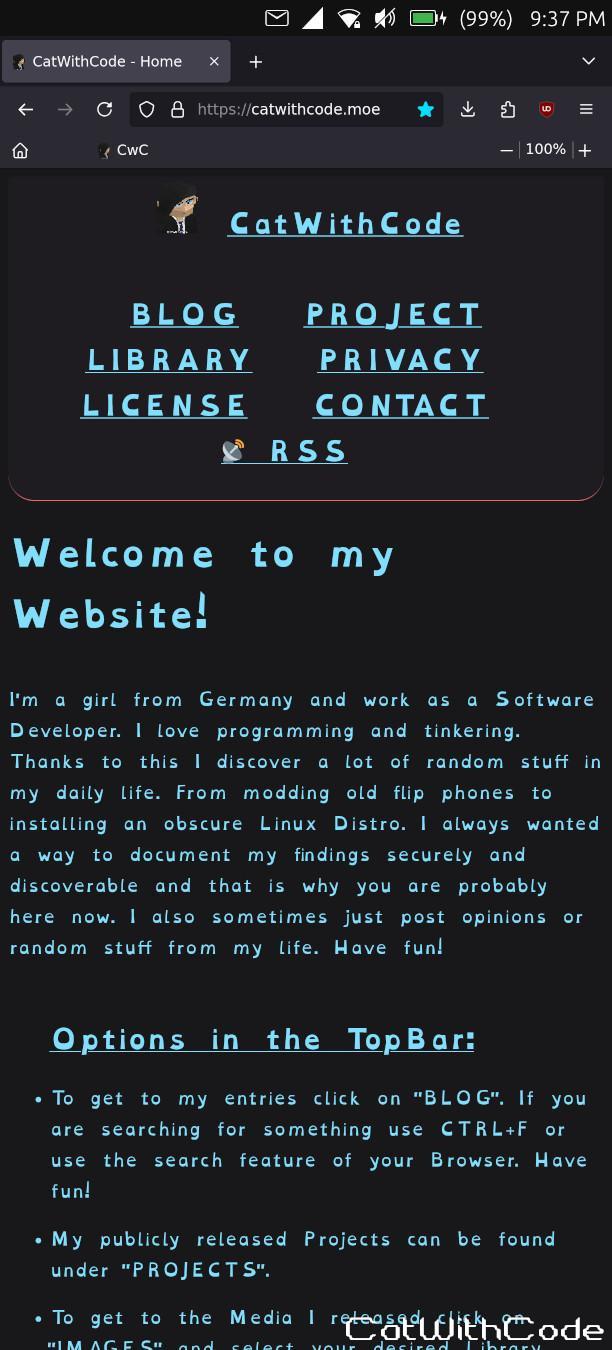 (99%) 9:37 PM
CatWithCode - Home
https://catwithcode.moe
CwC
100%
CatWithCode
BLOG PROJECT
LIBRARY PRIVACY
LICENSE CONTACT
RSS
Welcome to my
Website!
I'm a girl from Germany and work as a Software
Developer. I love programming and tinkering.
Thanks to this I discover a lot of random stuff in
my daily life. From modding old flip phones to
installing an obscure Linux Distro. I always wanted
a way to document my findings securely and
discoverable and that is why you are probably
here now. I also sometimes just post opinions or
random stuff from my life. Have fun!
Options in the TopBar:
• To get to my entries click on "BLOG". If you
are searching for something use CTRL+F or
use the search feature of your Browser. Have
fun!
• My publicly released Projects can be found
under "PROJECTS".
• To get to the Media I released click on
"IMAGES" and select your desired Library
CatWithCode